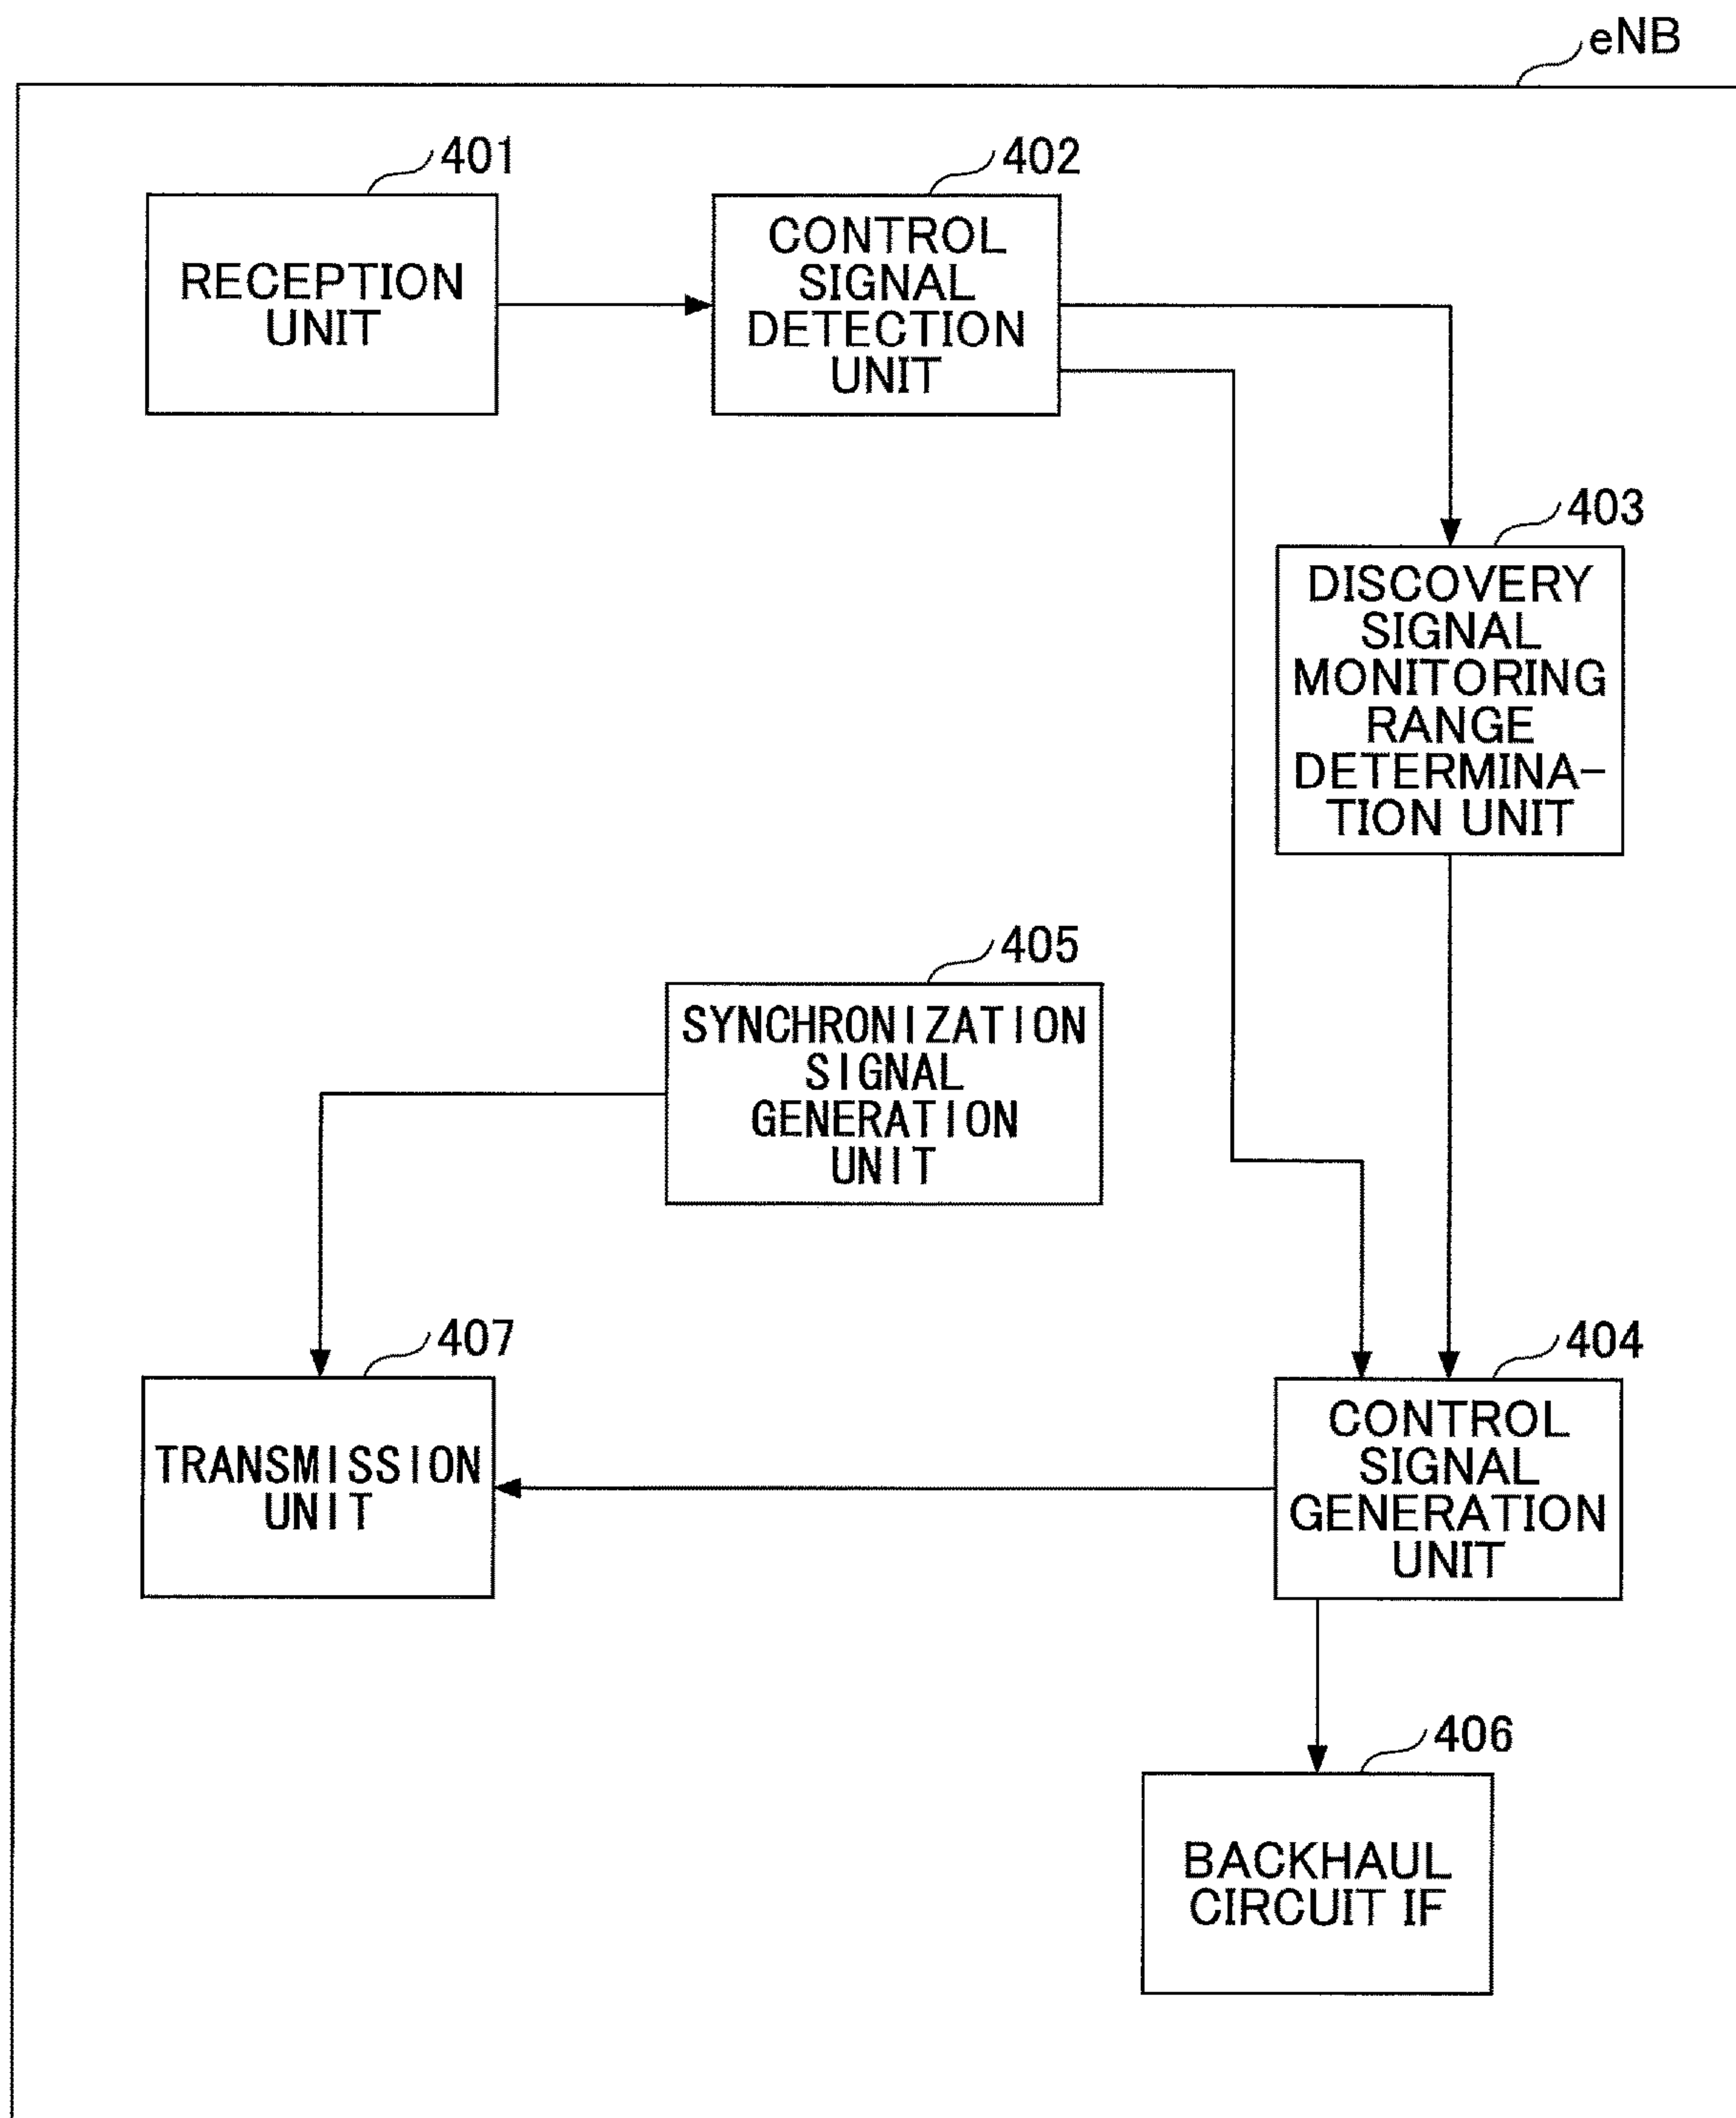 eNB
401
RECEPTION
UNIT
402
CONTROL
SIGNAL
DETECTION
UNIT
403
DISCOVERY
SIGNAL
MONITORING
RANGE
DETERMINA-
TION UNIT
405
SYNCHRONIZATION
SIGNAL
GENERATION
UNIT
407
TRANSMISSION
UNIT
404
CONTROL
SIGNAL
GENERATION
UNIT
406
BACKHAUL
CIRCUIT IF